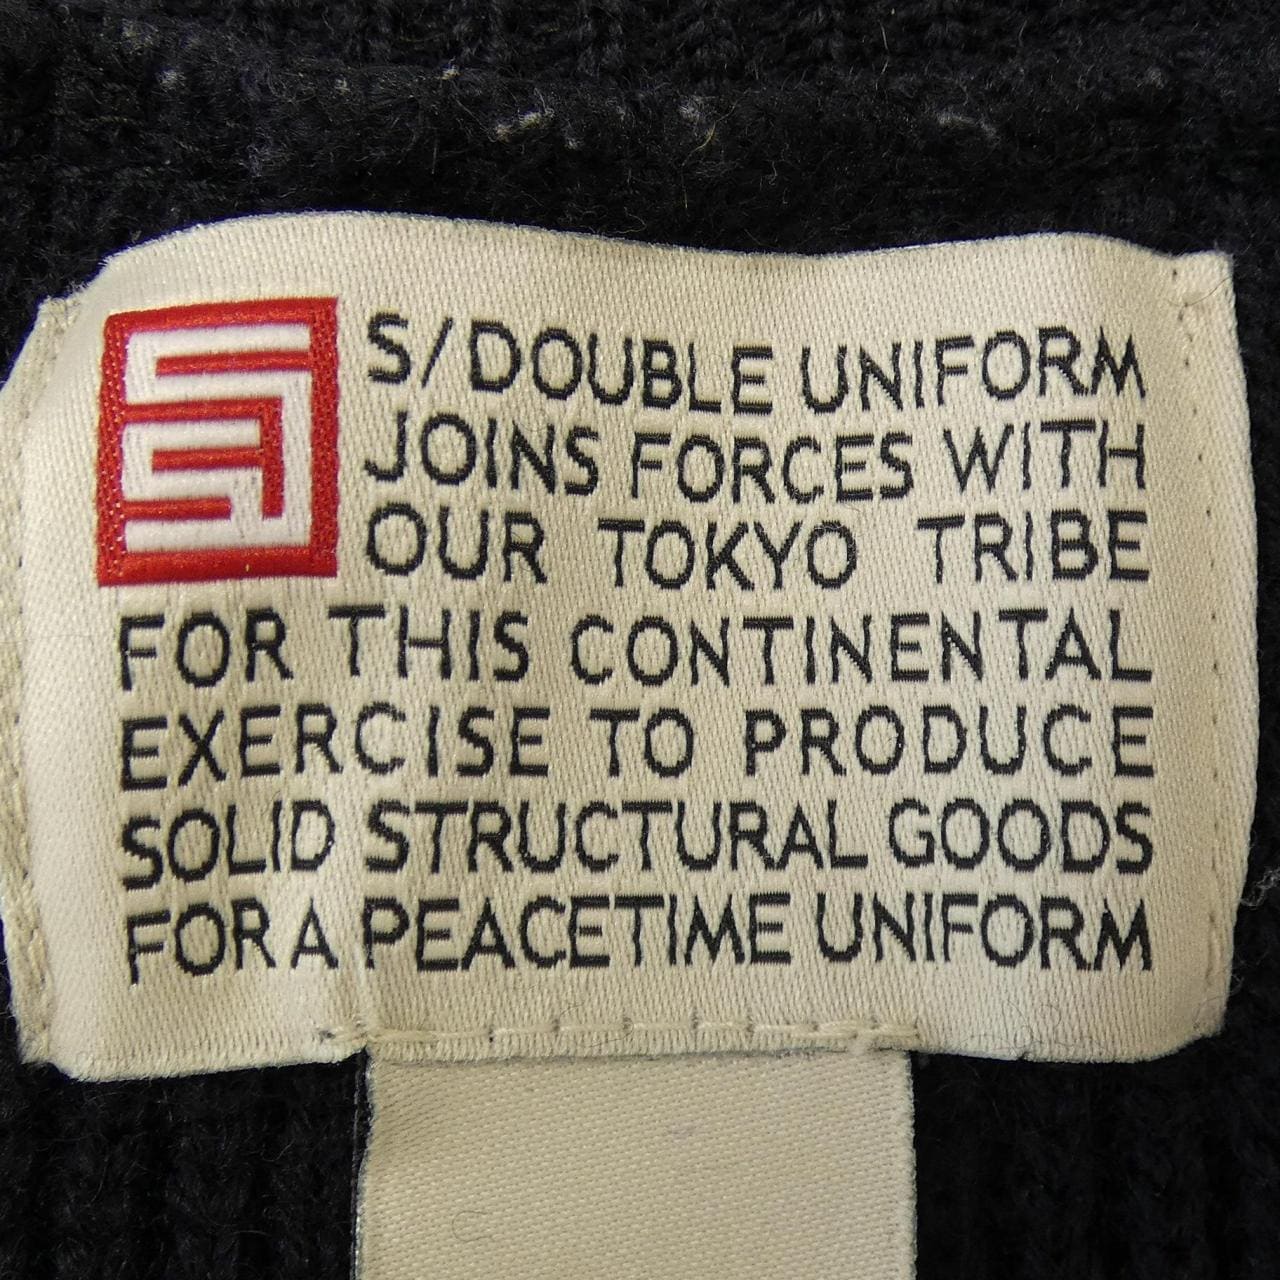 S/DOUBLE UNIFORM
JOINS FORCES WITH
OUR TOKYO TRIBE
FOR THIS CONTINENTAL
EXERCISE TO PRODUCE
SOLID STRUCTURAL GOODS
FOR A PEACETIME UNIFORM